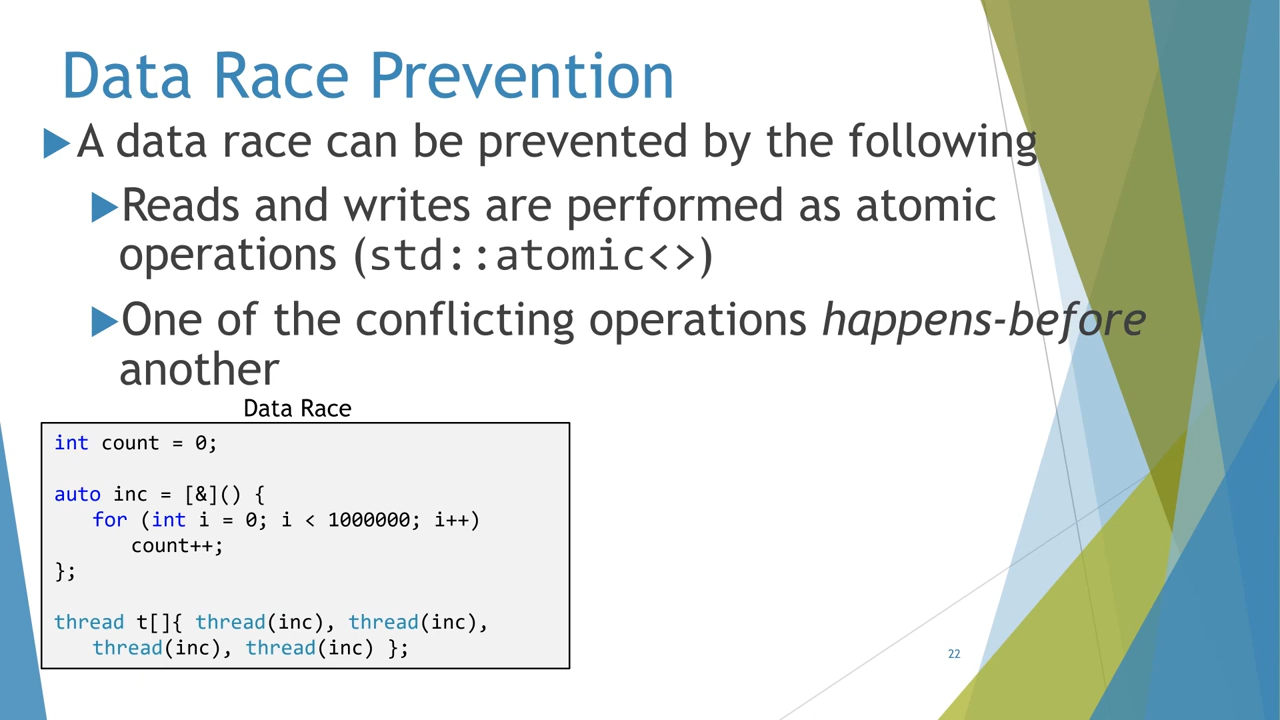 Data Race Prevention
A data race can be prevented by the following
Reads and writes are performed as atomic
operations (std::atomic<>)
One of the conflicting operations happens-before
another
Data Race
int count = 0;
auto inc = [&]() {
for (int i = 0; i < 1000000; i++)
count++;
};
thread t[]{ thread(inc), thread(inc),
thread(inc), thread(inc) };
22